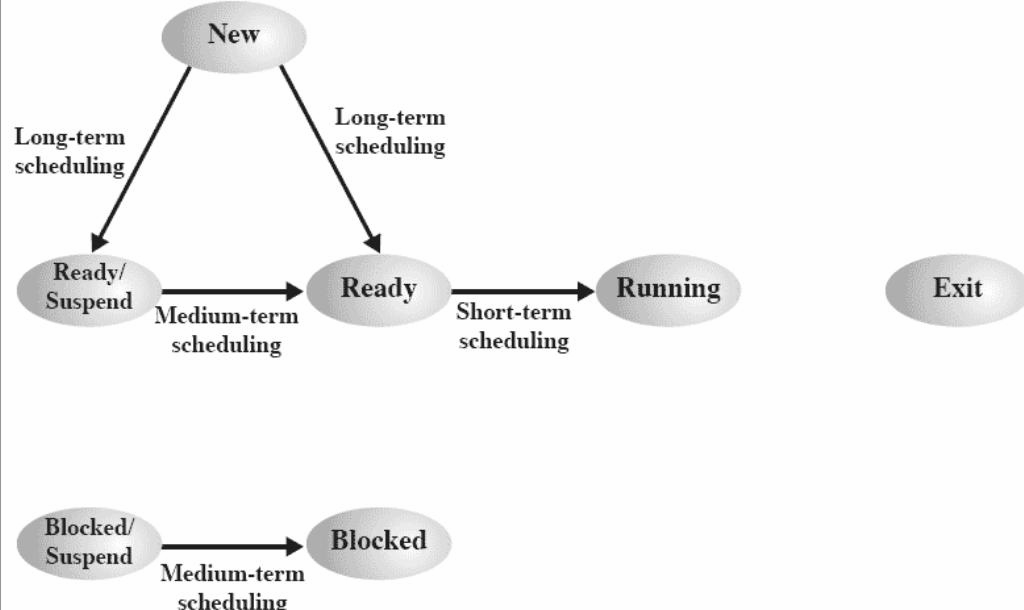 New
Long-term
scheduling
Long-term
scheduling
Ready/
Suspend
Medium-term
scheduling
Ready
Short-term
scheduling
Running
Exit
Blocked/
Suspend
Medium-term
scheduling
Blocked